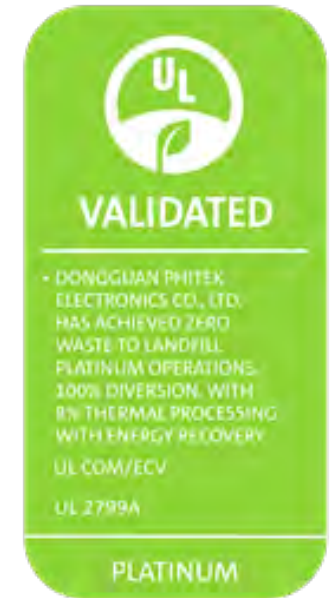 UL
VALIDATED
• DONGGUAN PHITEK
ELECTRONICS CO., LTD.
HAS ACHIEVED ZERO
WASTE TO LANDFILL
PLATINUM OPERATIONS,
100% DIVERSION, WITH
8% THERMAL PROCESSING
WITH ENERGY RECOVERY
UL.COM/ECV
UL 2799A
PLATINUM